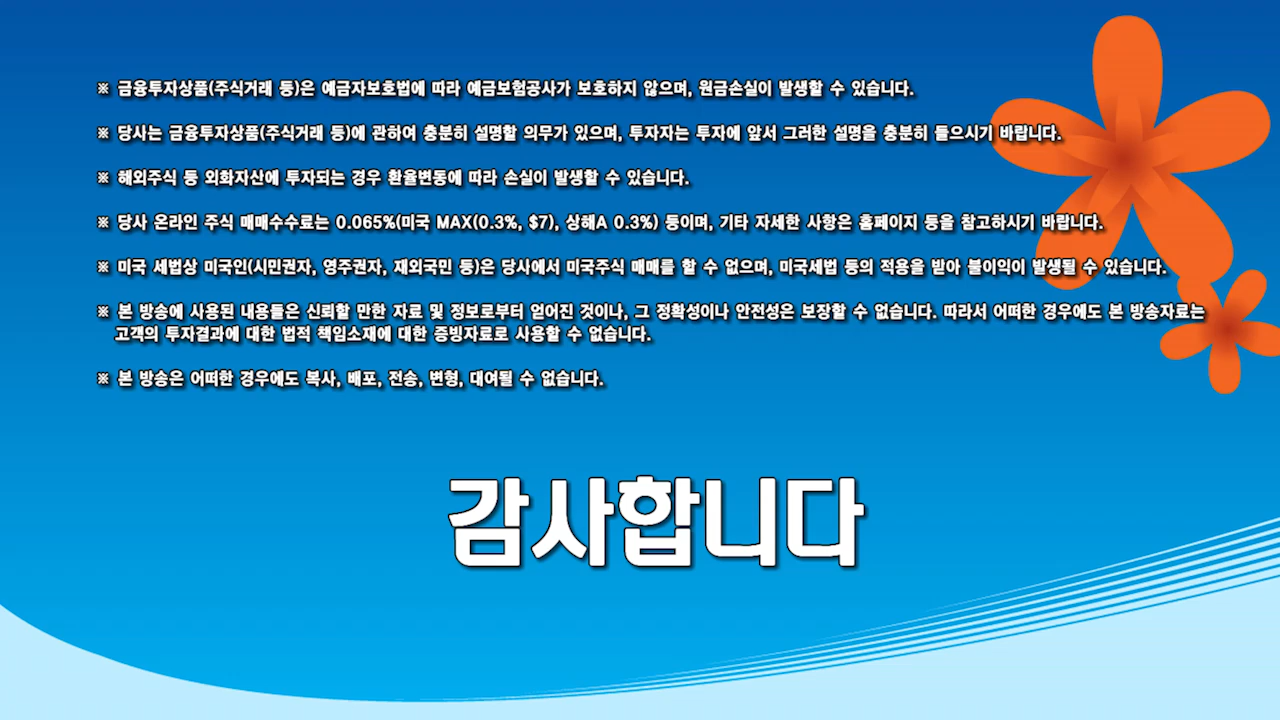 ※ 금융투자상품(주식거래 등)은 예금자보호법에 따라 예금보험공사가 보호하지 않으며, 원금손실이 발생할 수 있습니다.
※ 당사는 금융투자상품(주식거래 등)에 관하여 충분히 설명할 의무가 있으며, 투자자는 투자에 앞서 그러한 설명을 충분히 들으시기 바랍니다.
※ 해외주식 등 외화자산에 투자되는 경우 환율변동에 따라 손실이 발생할 수 있습니다.
※ 당사 온라인 주식 매매수수료는 0.065%(미국 MAX(0.3%, $7), 상해A 0.3%) 등이며, 기타 자세한 사항은 홈페이지 등을 참고하시기 바랍니다.
※ 미국 세법상 미국인(시민권자, 영주권자, 재외국민 등)은 당사에서 미국주식 매매를 할 수 없으며, 미국세법 등의 적용을 받아 불이익이 발생될 수 있습니다.
※ 본 방송에 사용된 내용들은 신뢰할 만한 자료 및 정보로부터 얻어진 것이나, 그 정확성이나 안전성은 보장할 수 없습니다. 따라서 어떠한 경우에도 본 방송자료는
고객의 투자결과에 대한 법적 책임소재에 대한 증빙자료로 사용할 수 없습니다.
※ 본 방송은 어떠한 경우에도 복사, 배포, 전송, 변형, 대여될 수 없습니다.
감사합니다